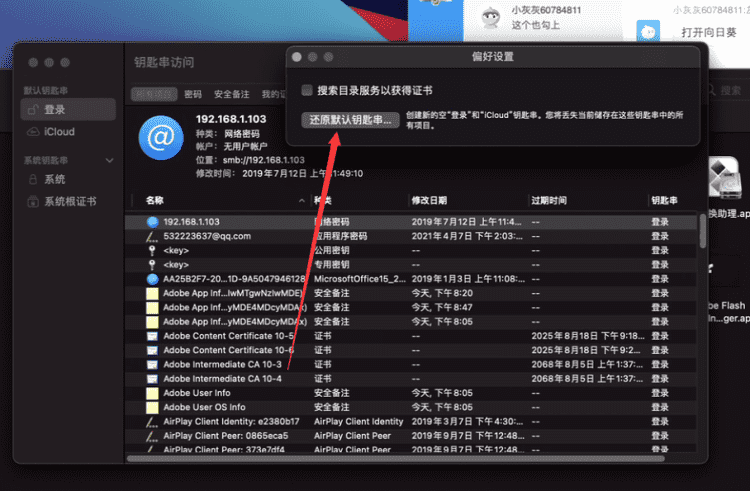 小灰灰60784811
这个也勾上
小灰灰60784811:
打开向日葵
钥匙串访问
偏好设置
搜索
默认钥匙串
登录
iCloud
系统钥匙串
系统
系统根证书
所有项目
密码
安全备注
我的证
搜索目录服务以获得证书
还原默认钥匙串...
创建新的空“登录”和“iCloud”钥匙串。您将丢失当前储存在这些钥匙串中的所
有项目。
192.168.1.103
种类: 网络密码
帐户: 无用户帐户
位置: smb://192.168.1.103
修改时间: 2019年7月12日 上午11:49:10
名称 种类 修改日期 过期时间 钥匙串
192.168.1.103 网络密码 2019年7月12日 上午11:4... -- 登录
532223637@qq.com 应用程序密码 2021年4月7日 下午2:03:... -- 登录
<key> 公用密钥 -- -- 登录
<key> 专用密钥 -- -- 登录
AA25B2F7-20...1D-9A5047946128 MicrosoftOffice15_2... 2019年1月3日 上午11:08:... -- 登录
Adobe App Inf...IwMTgwNzIwMDE) 安全备注 今天, 下午8:20 -- 登录
Adobe App Inf...yMDE4MDcyMDAx) 安全备注 今天, 下午8:47 -- 登录
Adobe App Inf...yMDE4MDcyMDAx) 安全备注 今天, 下午8:05 -- 登录
Adobe Content Certificate 10-5 证书 -- 2025年8月18日 下午9:18... 登录
Adobe Content Certificate 10-6 证书 -- 2025年8月18日 下午9:2... 登录
Adobe Intermediate CA 10-3 证书 -- 2068年8月5日 上午1:37:... 登录
Adobe Intermediate CA 10-4 证书 -- 2068年8月5日 上午1:37:... 登录
Adobe User Info 安全备注 今天, 下午8:05 -- 登录
Adobe User OS Info 安全备注 今天, 下午8:05 -- 登录
AirPlay Client Identity: e2380b17 AirPlay Client Identity 2019年3月7日 下午4:30:... -- 登录
AirPlay Client Peer: 0865eca5 AirPlay Client Peer 2019年9月7日 下午12:48... -- 登录
AirPlay Client Peer: 373e7df4 AirPlay Client Peer 2019年9月7日 下午12:48... -- 登录
换助理.ap
be Flash
In...ger.ap